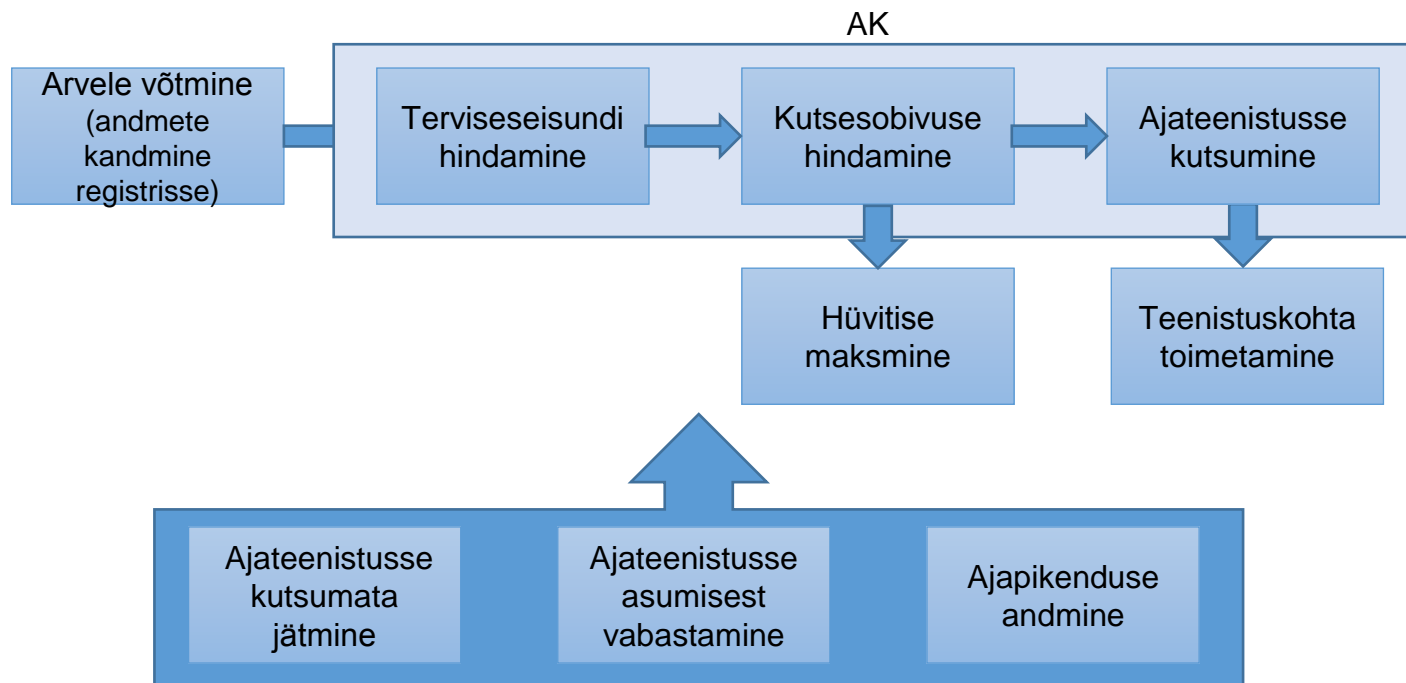 AK
Arvele võtmine
(andmete
kandmine
registrisse)
Terviseseisundi
hindamine
Kutsesobivuse
hindamine
Ajateenistusse
kutsumine
Hüvitise
maksmine
Teenistuskohta
toimetamine
Ajateenistusse
kutsumata
jätmine
Ajateenistusse
asumisest
vabastamine
Ajapikenduse
andmine